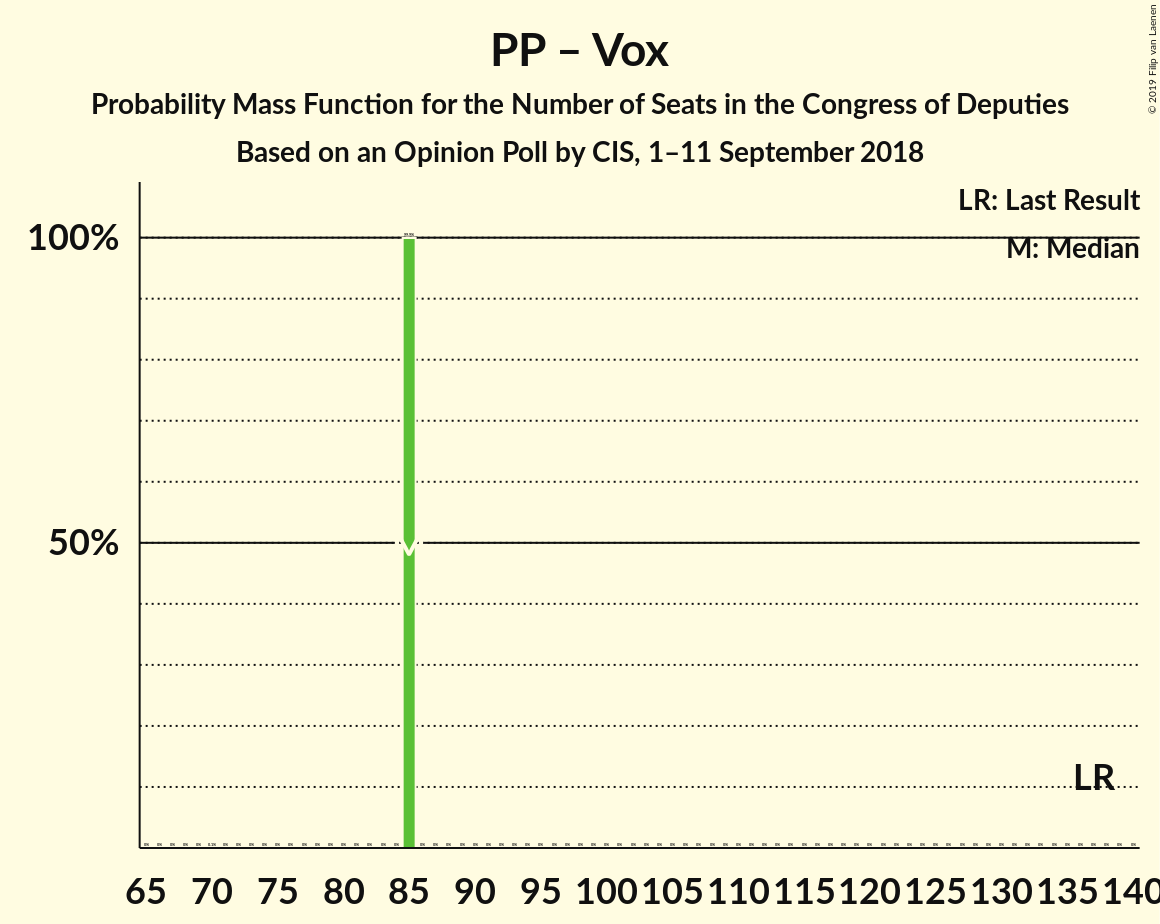 PP – Vox
Probability Mass Function for the Number of Seats in the Congress of Deputies
Based on an Opinion Poll by CIS, 1–11 September 2018
© 2019 Filip van Laenen
LR: Last Result
M: Median
100%
50%
M
LR
65 70 75 80 85 90 95 100 105 110 115 120 125 130 135 140